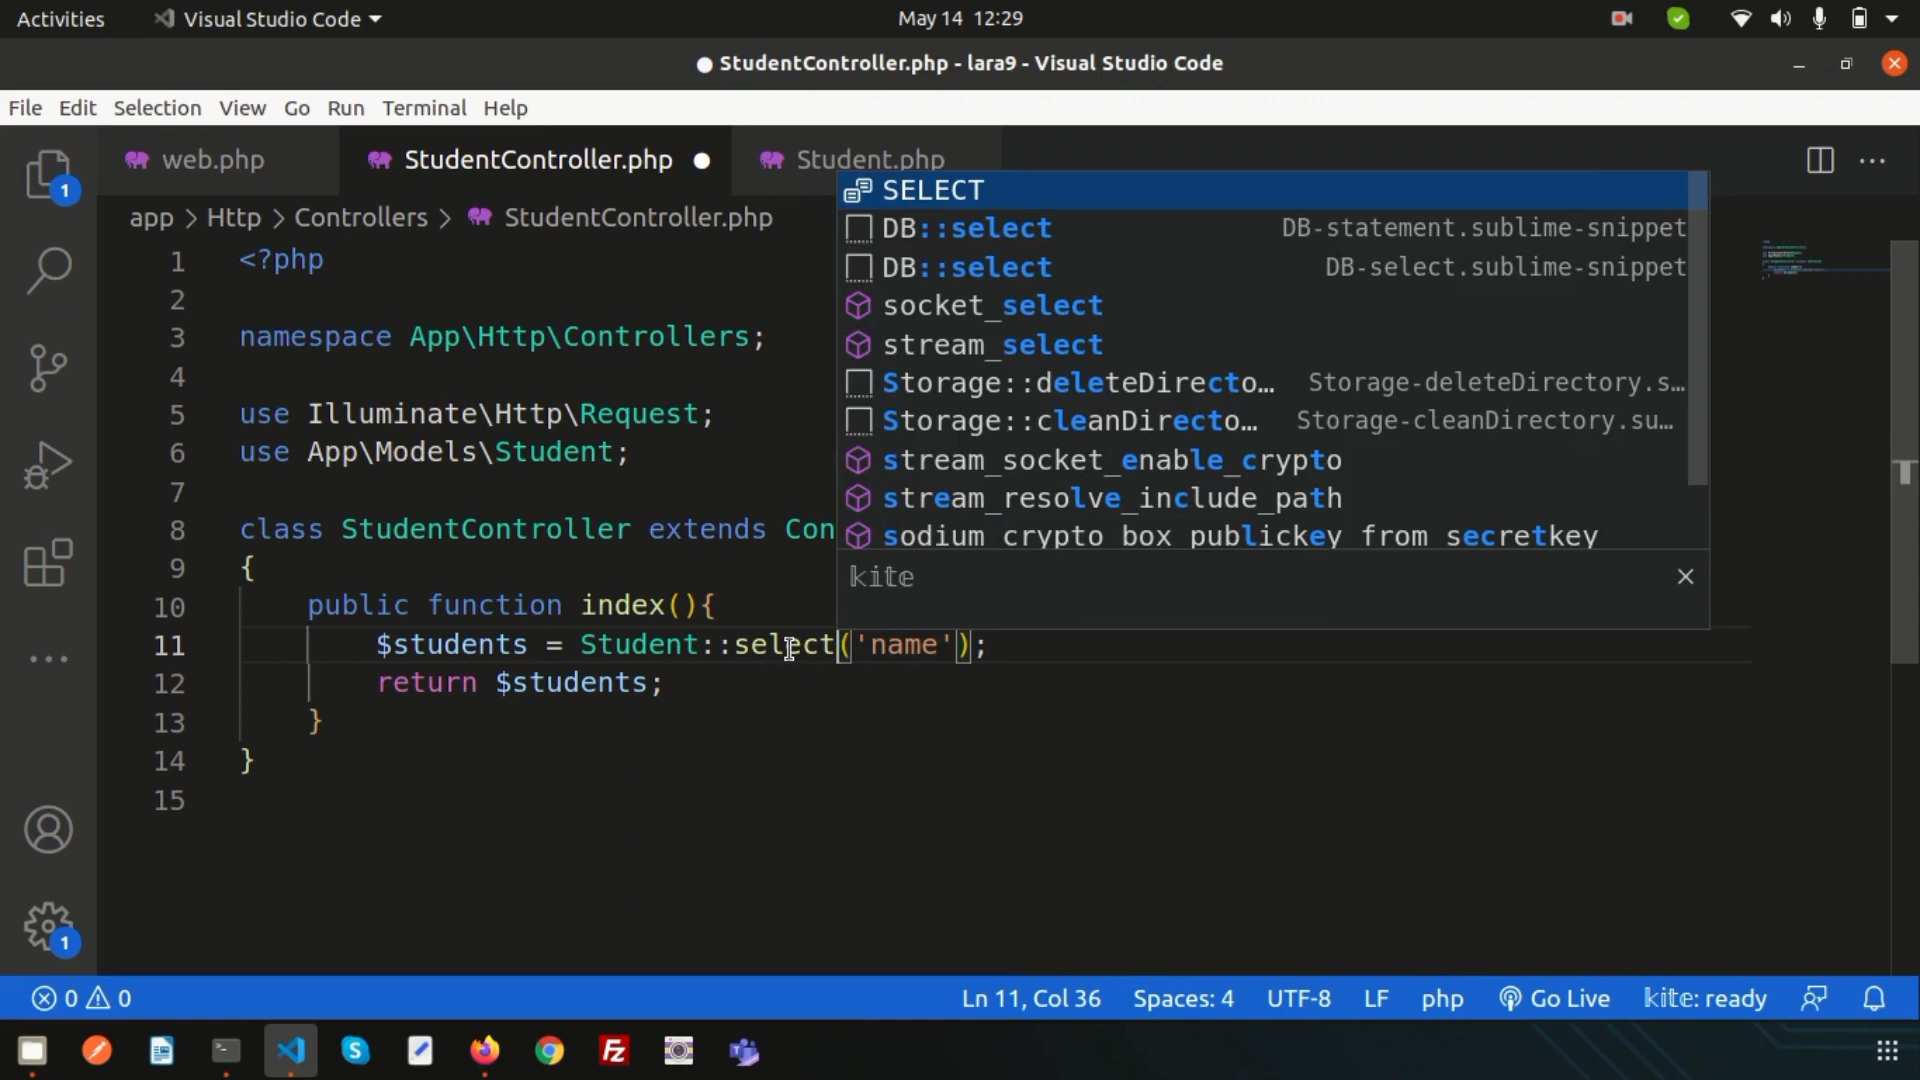 Activities
Visual Studio Code
May 14 12:29
● StudentController.php - lara9 - Visual Studio Code
File Edit Selection View Go Run Terminal Help
1
web.php
StudentController.php
Student.php
app > Http > Controllers > StudentController.php
SELECT
DB::select DB-statement.sublime-snippet
DB::select DB-select.sublime-snippet
socket_select
stream_select
Storage::deleteDirecto… Storage-deleteDirectory.s…
Storage::cleanDirecto… Storage-cleanDirectory.su…
stream_socket_enable_crypto
stream_resolve_include_path
sodium_crypto_box_publickey_from_secretkey
kite
1 <?php
2
3 namespace App\Http\Controllers;
4
5 use Illuminate\Http\Request;
6 use App\Models\Student;
7
8 class StudentController extends Con
9 {
10 public function index(){
11 $students = Student::select('name');
12 return $students;
13 }
14 }
15
1
0 0
Ln 11, Col 36
Spaces: 4
UTF-8
LF
php
Go Live
kite: ready